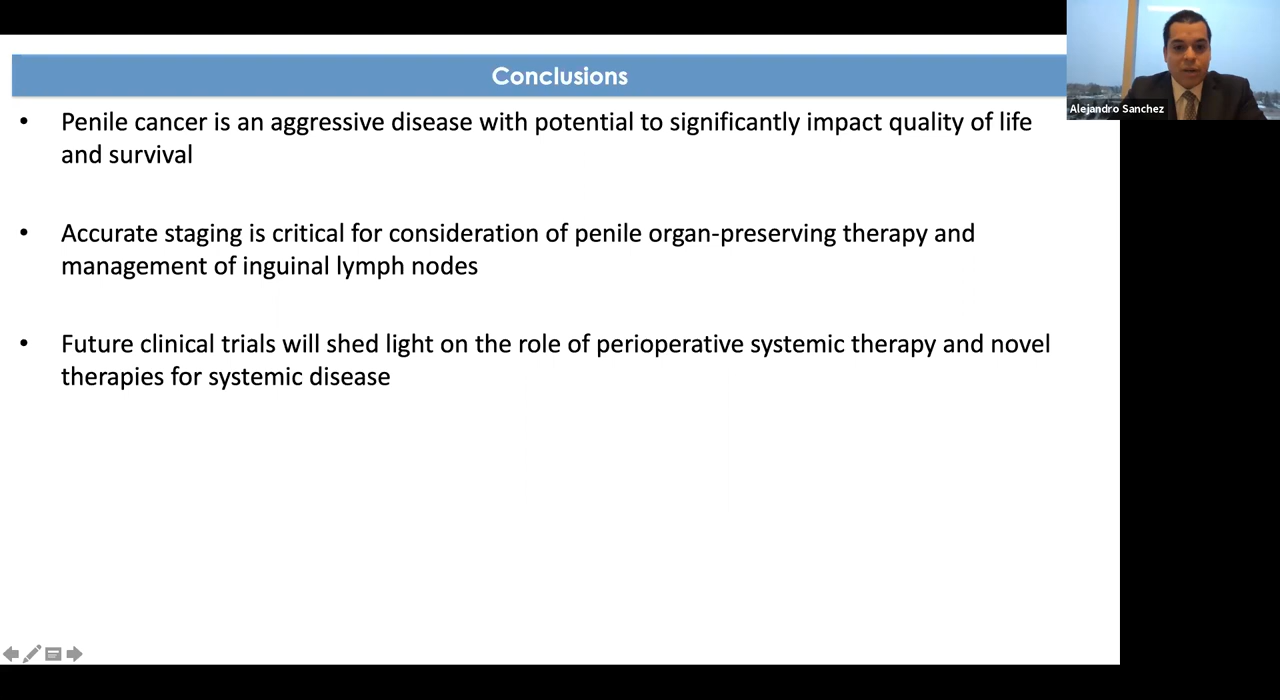 Conclusions
Alejandro Sanchez
• Penile cancer is an aggressive disease with potential to significantly impact quality of life
and survival
• Accurate staging is critical for consideration of penile organ-preserving therapy and
management of inguinal lymph nodes
• Future clinical trials will shed light on the role of perioperative systemic therapy and novel
therapies for systemic disease